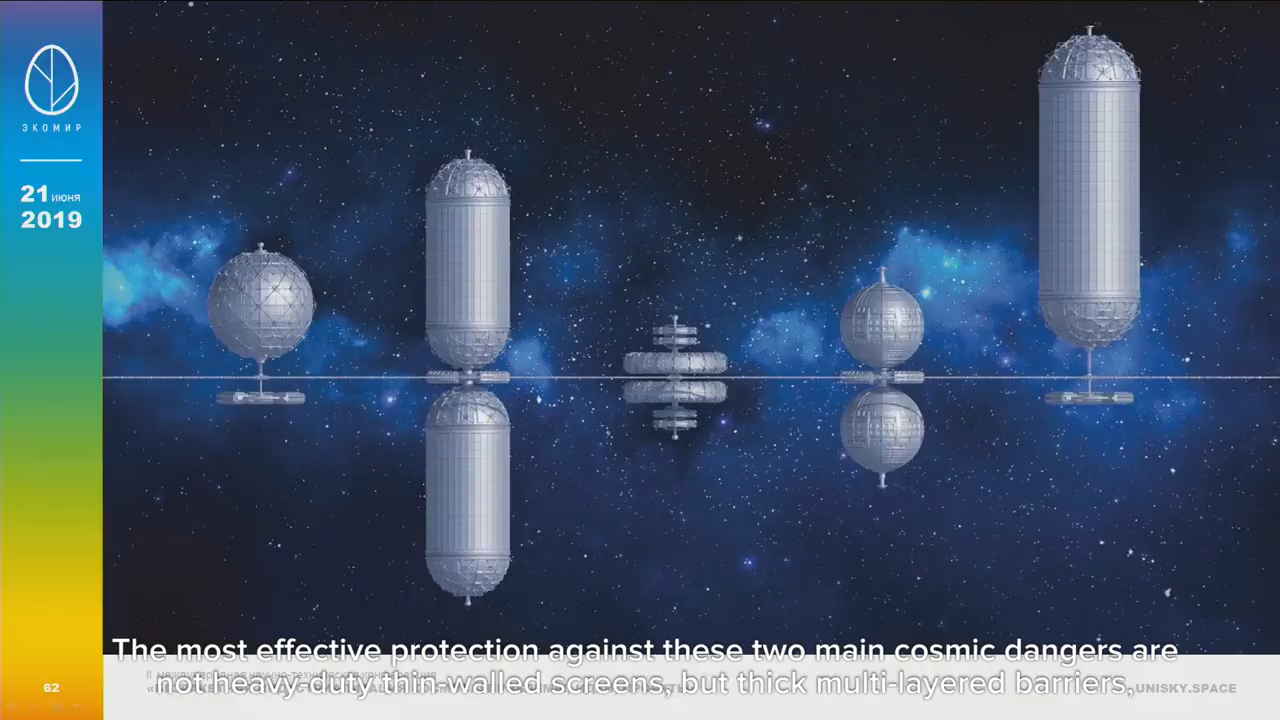 ЭКОМИР
21 июня
2019
The most effective protection against these two main cosmic dangers are
not heavy-duty thin-walled screens, but thick multi-layered barriers,
62
UNISKY.SPACE